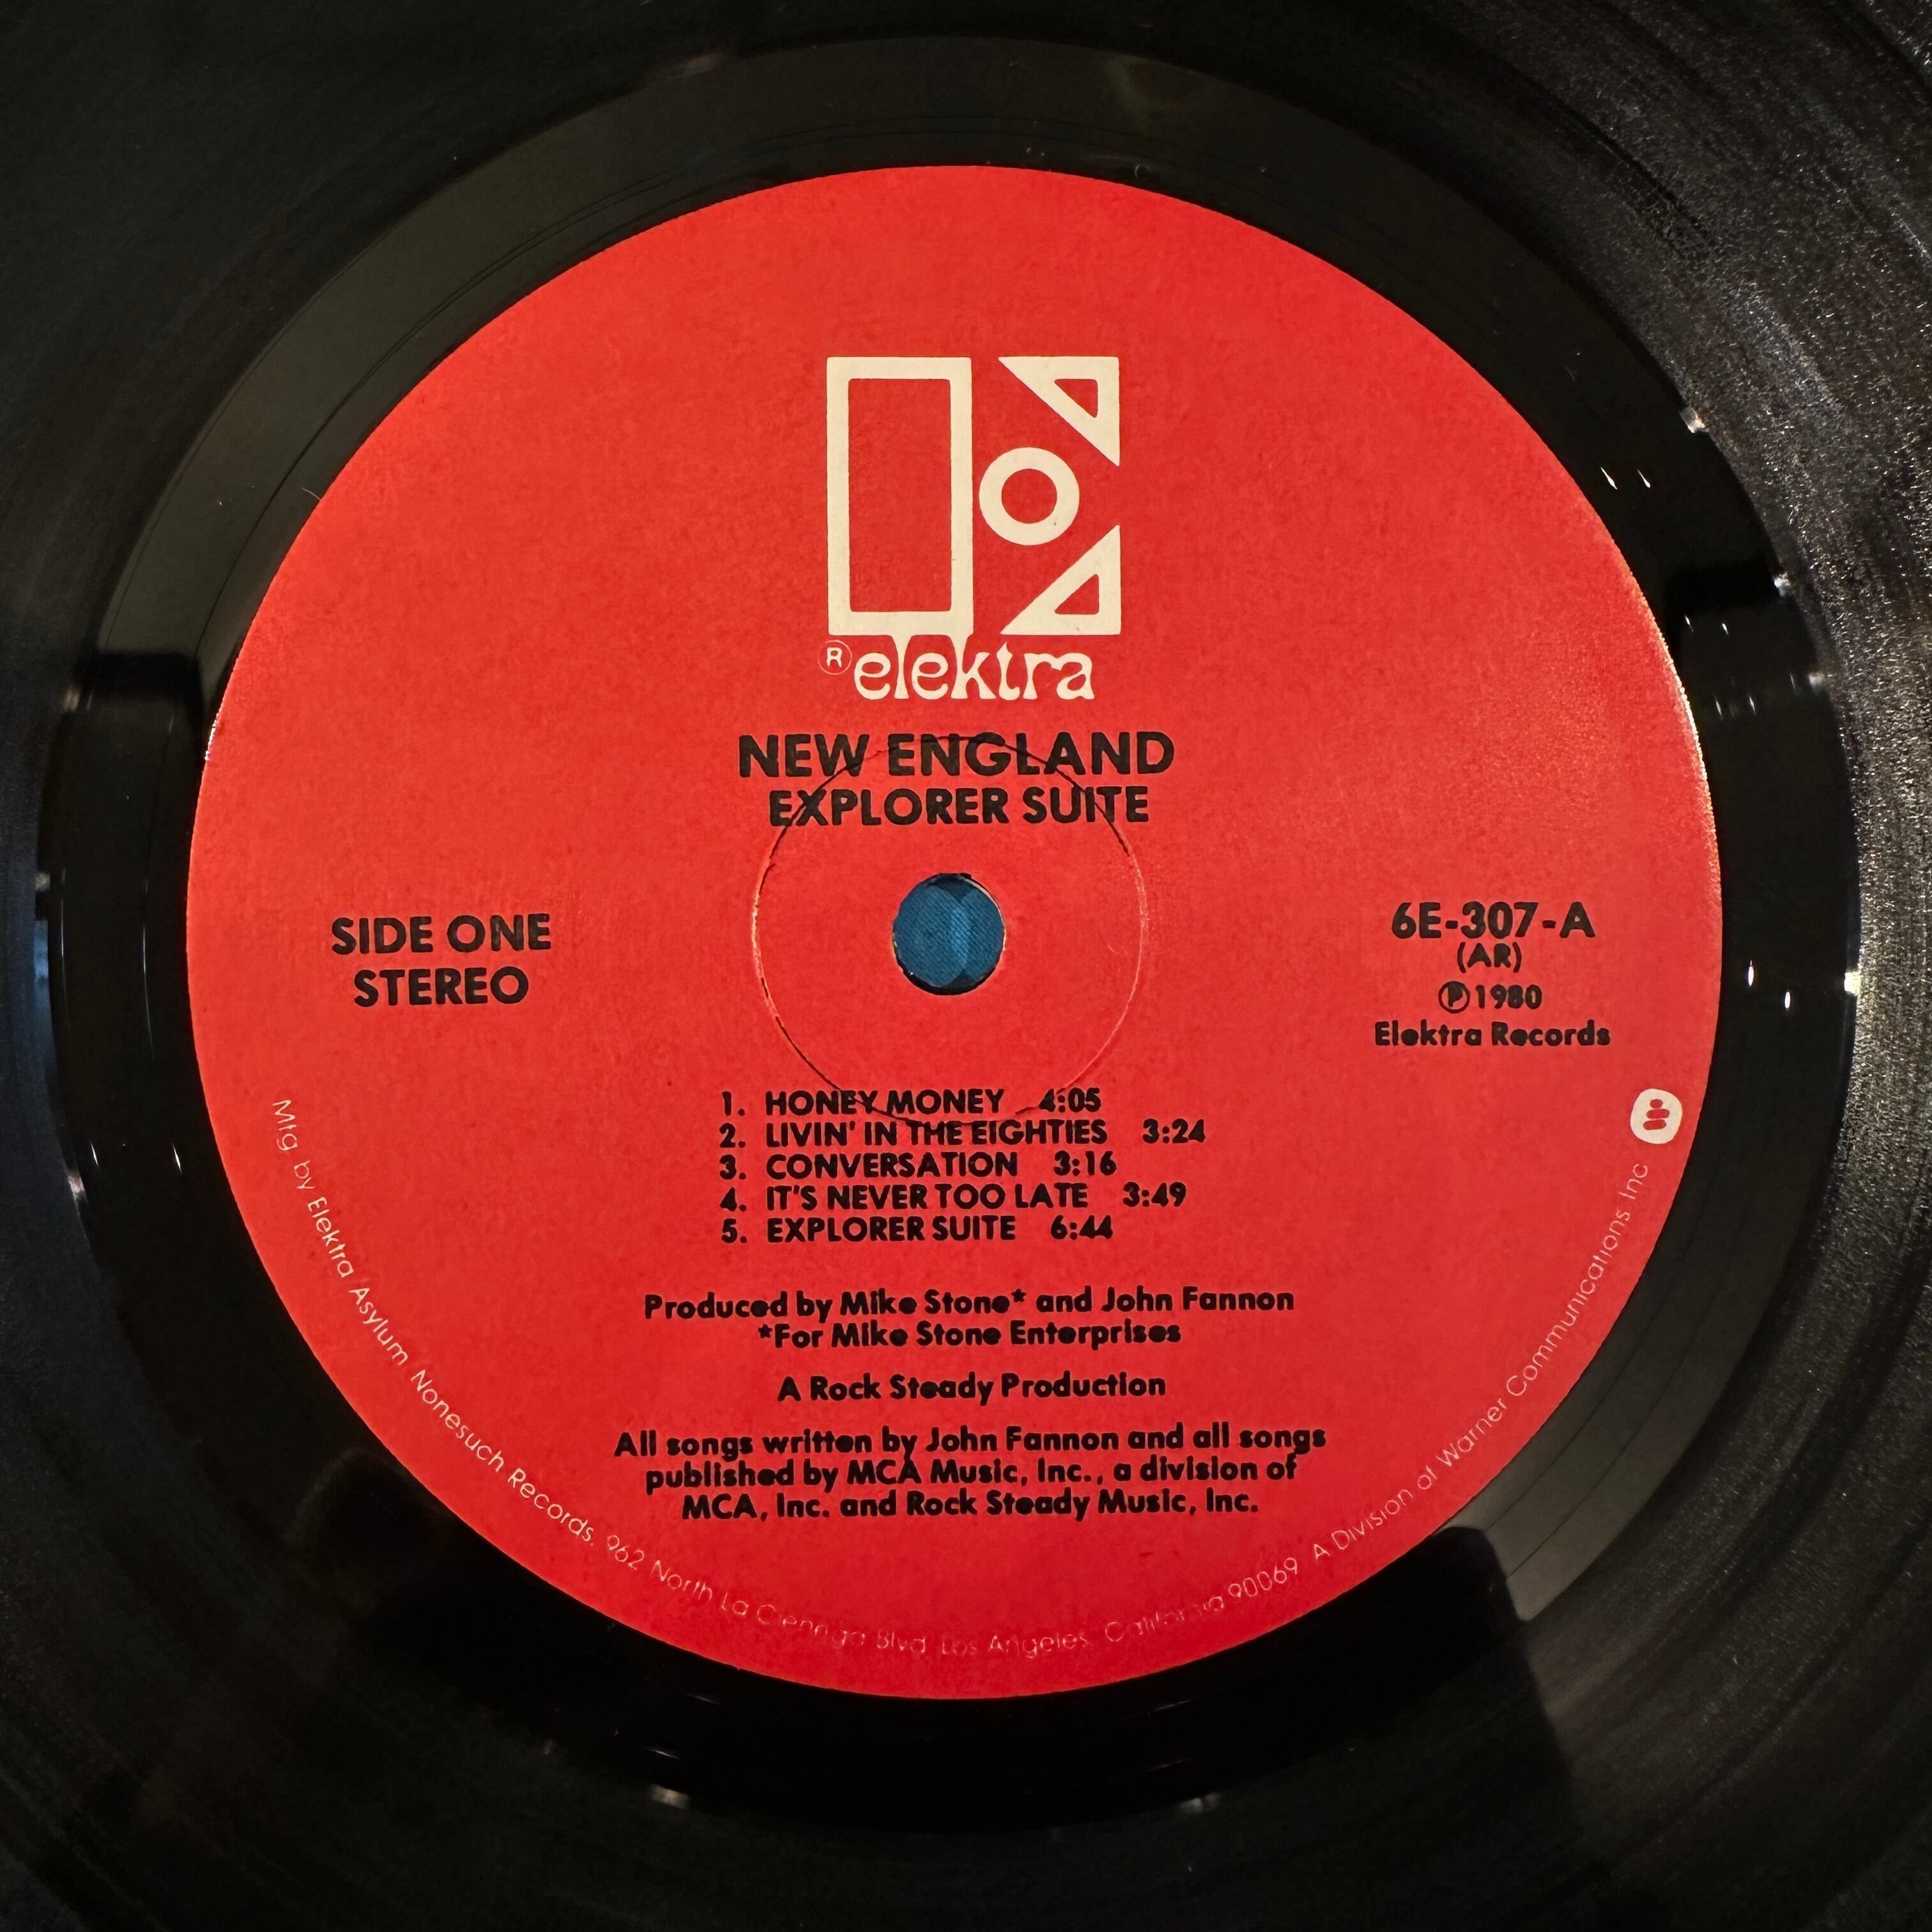 ® elektra
NEW ENGLAND
EXPLORER SUITE
SIDE ONE
STEREO
6E-307-A
(AR)
℗ 1980
Elektra Records
1. HONEY MONEY 4:05
2. LIVIN' IN THE EIGHTIES 3:24
3. CONVERSATION 3:16
4. IT'S NEVER TOO LATE 3:49
5. EXPLORER SUITE 6:44
Produced by Mike Stone* and John Fannon
*For Mike Stone Enterprises
A Rock Steady Production
All songs written by John Fannon and all songs
published by MCA Music, Inc., a division of
MCA, Inc. and Rock Steady Music, Inc.
Mfg by Elektra/Asylum Nonesuch Records, 962 North La Cienega Blvd, Los Angeles, California 90069 A Division of Warner Communications Inc